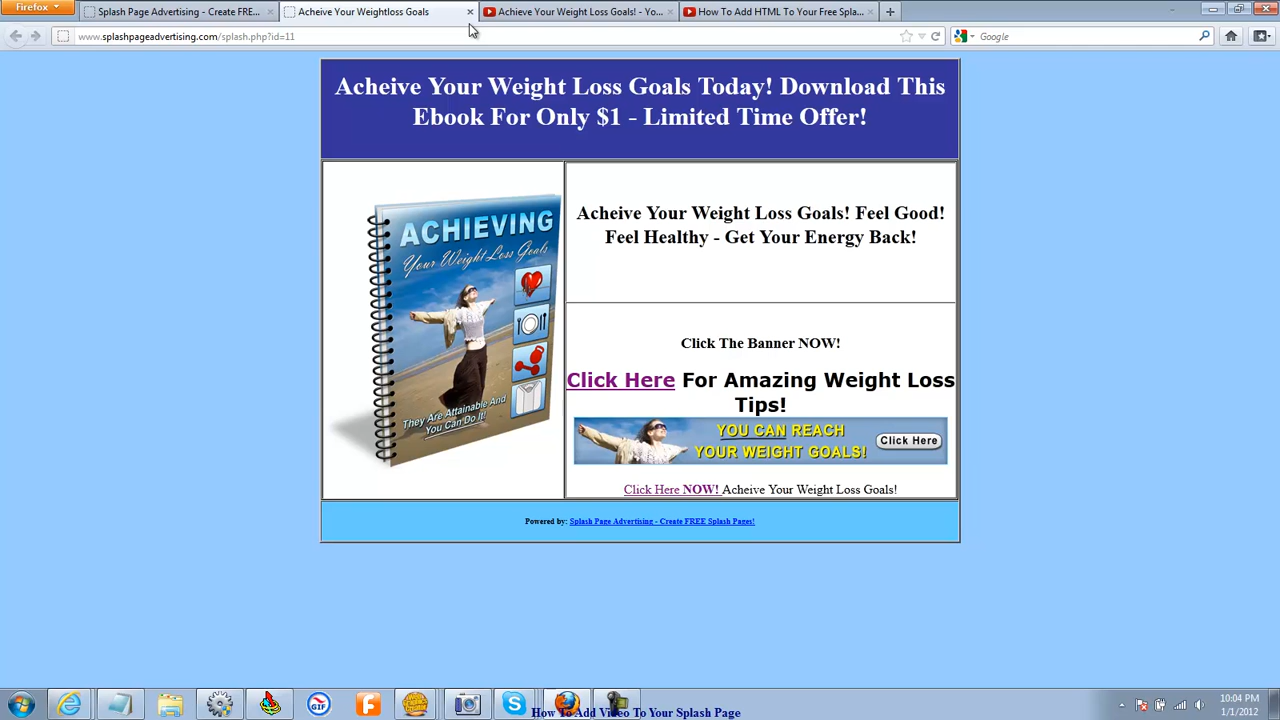 Firefox
Splash Page Advertising - Create FRE...
Acheive Your Weightloss Goals
Achieve Your Weight Loss Goals! - Yo...
How To Add HTML To Your Free Spla...
www.splashpageadvertising.com/splash.php?id=11
Google
Acheive Your Weight Loss Goals Today! Download This
Ebook For Only $1 - Limited Time Offer!
ACHIEVING
Your Weight Loss Goals
They Are Attainable And
You Can Do It!
Acheive Your Weight Loss Goals! Feel Good!
Feel Healthy - Get Your Energy Back!
Click The Banner NOW!
Click Here For Amazing Weight Loss
Tips!
YOU CAN REACH
YOUR WEIGHT GOALS!
Click Here
Click Here NOW! Acheive Your Weight Loss Goals!
Powered by: Splash Page Advertising - Create FREE Splash Pages!
GIF
How To Add Video To Your Splash Page
10:04 PM
1/1/2012